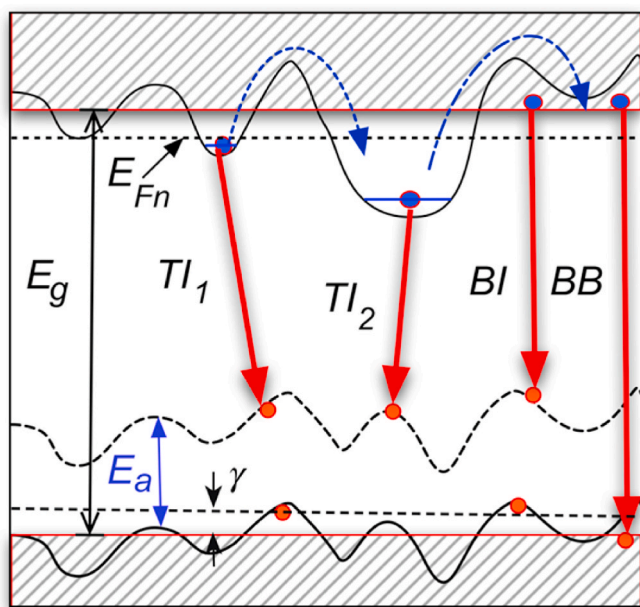 E_Fn
E_g
TI_1
TI_2
BI
BB
E_a
γ